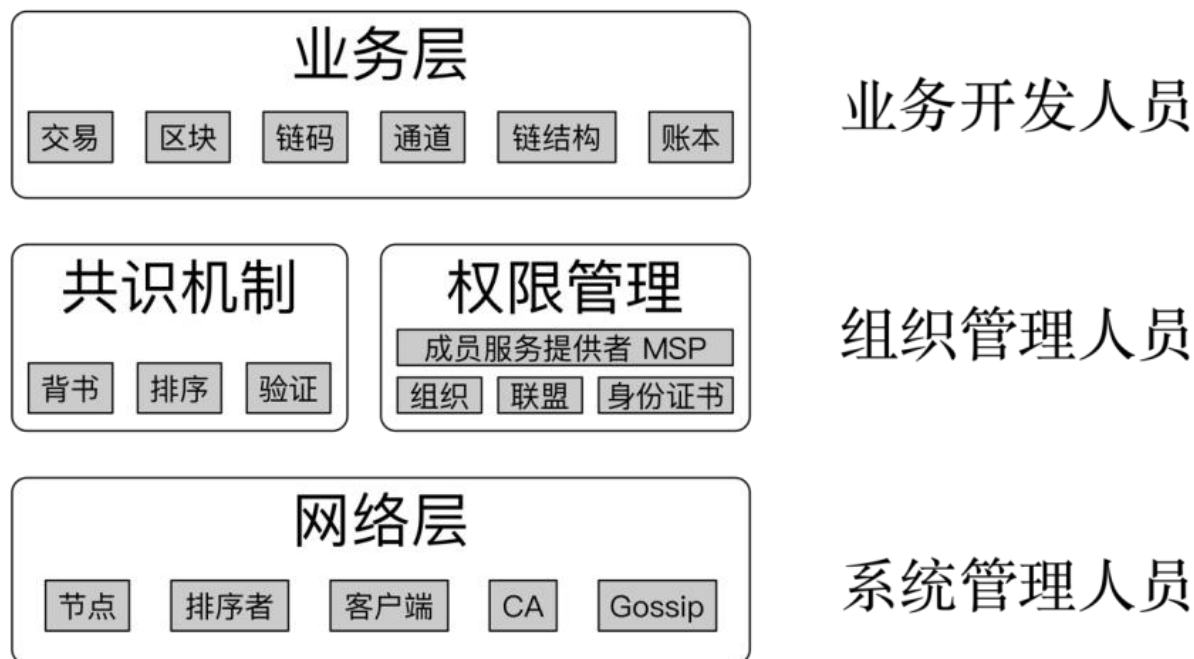 业务层
交易 区块 链码 通道 链结构 账本
业务开发人员
共识机制
背书 排序 验证
权限管理
成员服务提供者 MSP
组织 联盟 身份证书
组织管理人员
网络层
节点 排序者 客户端 CA Gossip
系统管理人员